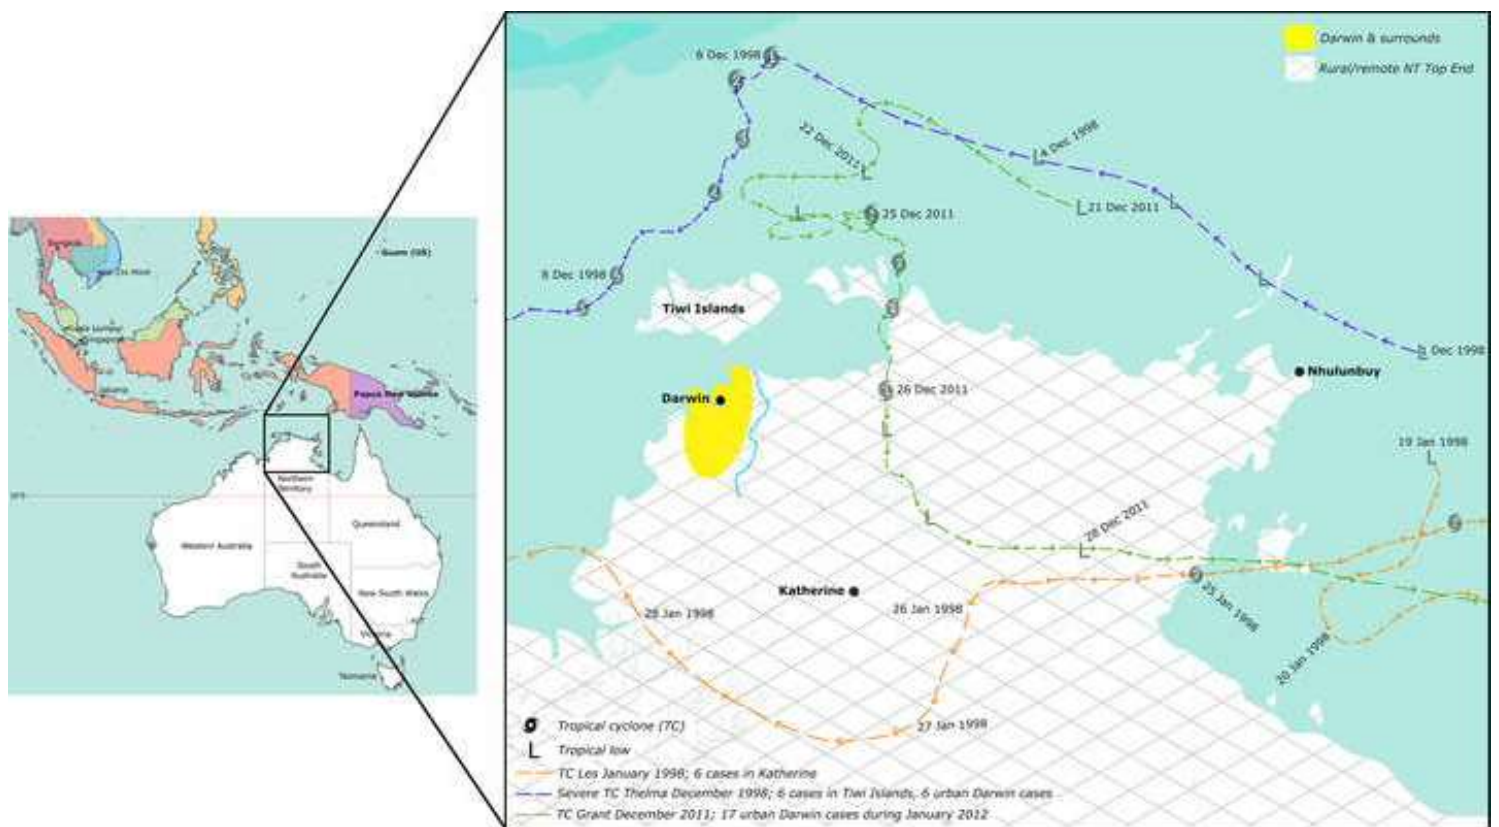 Guam (US)
Papua New Guinea
Northern
Territory
Queensland
Western Australia
South
Australia
New South Wales
Victoria
Tasmania
Darwin & surrounds
Rural/remote NT Top End
6 Dec 1998
4 Dec 1998
22 Dec 2011
21 Dec 2011
25 Dec 2011
8 Dec 1998
Tiwi Islands
Dec 1998
Nhulunbuy
26 Dec 2011
Darwin
19 Jan 1998
28 Dec 2011
Katherine
28 Jan 1998
26 Jan 1998
25 Jan 1998
20 Jan 1998
27 Jan 1998
Tropical cyclone (TC)
L Tropical low
TC Les January 1998; 6 cases in Katherine
Severe TC Thelma December 1998; 6 cases in Tiwi Islands, 6 urban Darwin cases
TC Grant December 2011; 17 urban Darwin cases during January 2012